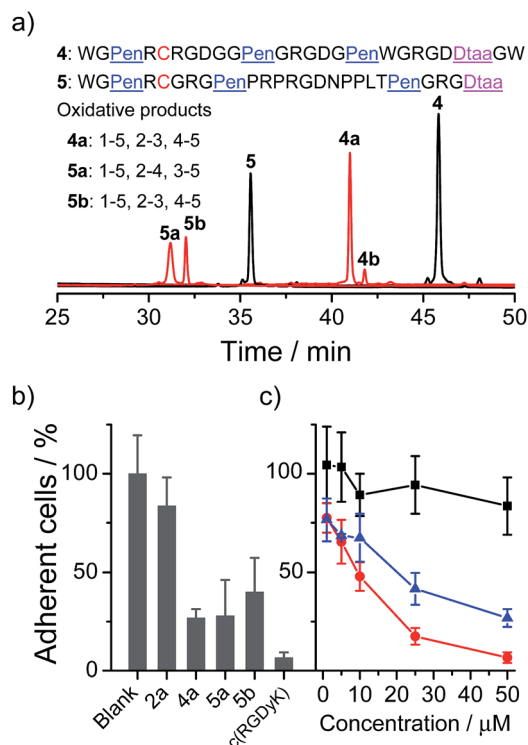 a)
4: WGPenRCRGDGGPenGRGDGPenWGRGDDtaaGW
5: WGPenRCGRGPenPRPRGDNPPLTPenGRGDtaa
Oxidative products
4a: 1-5, 2-3, 4-5
5a: 1-5, 2-4, 3-5
5b: 1-5, 2-3, 4-5
5a
5b
5
4a
4b
4
25 30 35 40 45 50
Time / min
b)
c)
Adherent cells / %
100
50
0
Blank
2a
4a
5a
5b
c(RGDyK)
100
50
0 10 20 30 40 50
Concentration / μM